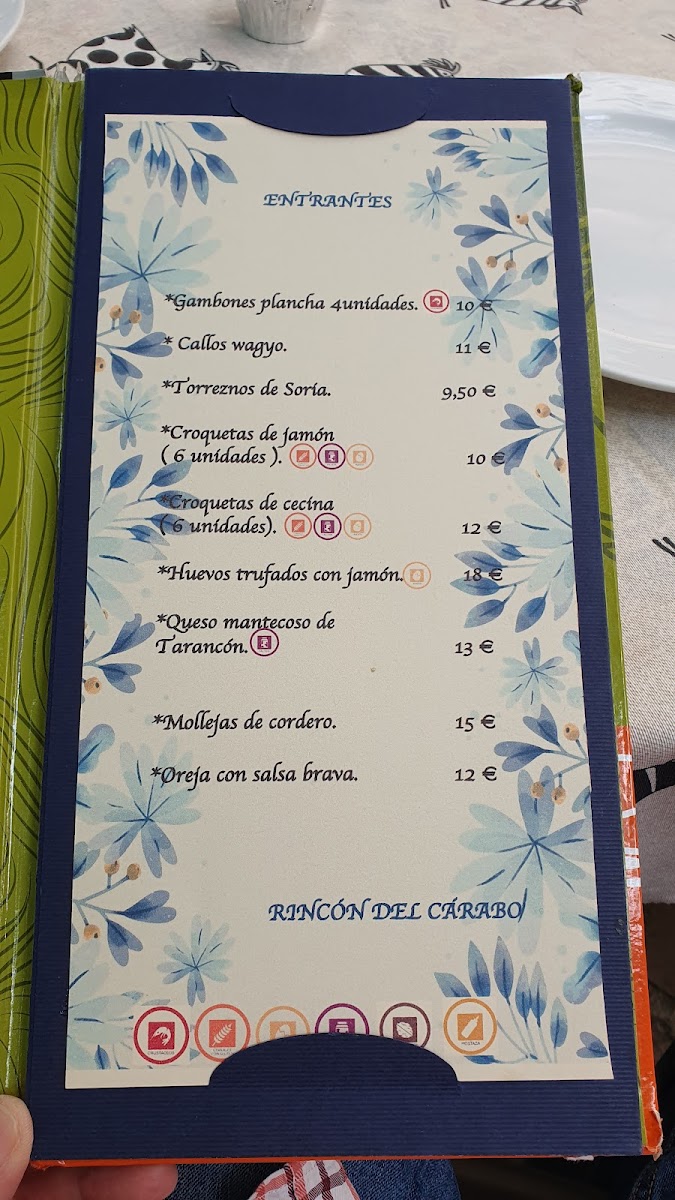 ENTRANTES
*Gambones plancha 4unidades. 10 €
* Callos wagyo. 11 €
*Torreznos de Soria. 9,50 €
*Croquetas de jamón
( 6 unidades ). 10 €
*Croquetas de cecina
( 6 unidades). 12 €
*Huevos trufados con jamón. 18 €
*Queso mantecoso de
Tarancón. 13 €
*Mollejas de cordero. 15 €
*Oreja con salsa brava. 12 €
RINCÓN DEL CÁRABO
CRUSTÁCEOS
MOSTAZA